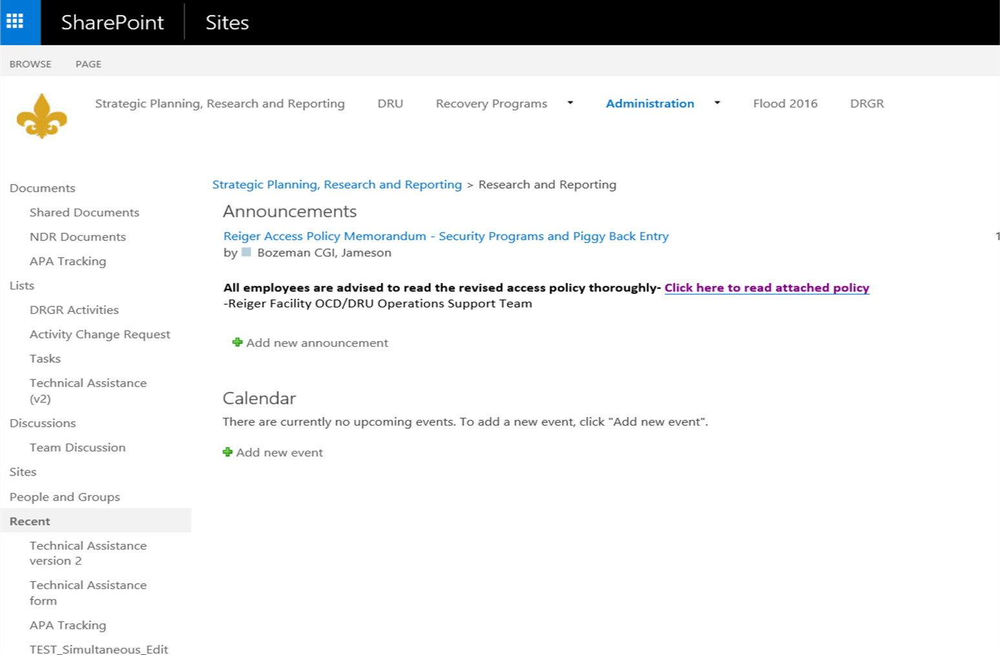 SharePoint Sites
BROWSE PAGE
Strategic Planning, Research and Reporting DRU Recovery Programs Administration Flood 2016 DRGR
Documents
Shared Documents
NDR Documents
APA Tracking
Lists
DRGR Activities
Activity Change Request
Tasks
Technical Assistance
(v2)
Discussions
Team Discussion
Sites
People and Groups
Recent
Technical Assistance
version 2
Technical Assistance
form
APA Tracking
TEST_Simultaneous_Edit
Strategic Planning, Research and Reporting > Research and Reporting
Announcements
Reiger Access Policy Memorandum - Security Programs and Piggy Back Entry 1
by Bozeman CGI, Jameson
All employees are advised to read the revised access policy thoroughly- Click here to read attached policy
-Reiger Facility OCD/DRU Operations Support Team
Add new announcement
Calendar
There are currently no upcoming events. To add a new event, click "Add new event".
Add new event